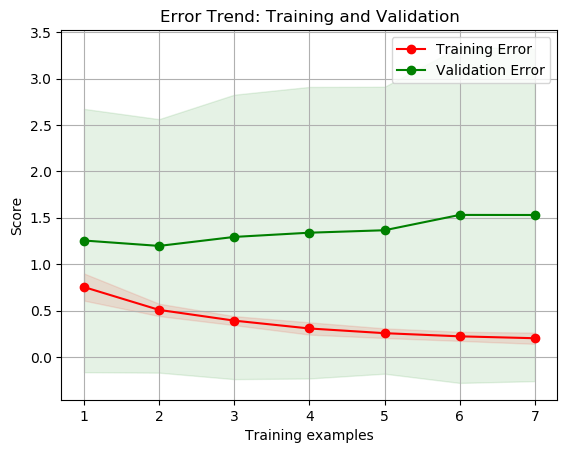 Error Trend: Training and Validation
3.5
3.0
2.5
2.0
1.5
1.0
0.5
0.0
Score
Training Error
Validation Error
1 2 3 4 5 6 7
Training examples